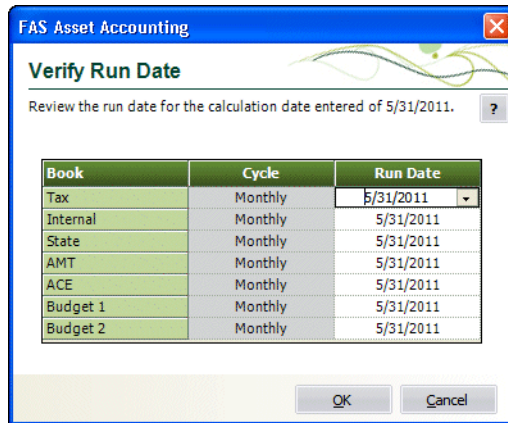 FAS Asset Accounting
Verify Run Date
Review the run date for the calculation date entered of 5/31/2011.
?
Book Cycle Run Date
Tax Monthly 5/31/2011
Internal Monthly 5/31/2011
State Monthly 5/31/2011
AMT Monthly 5/31/2011
ACE Monthly 5/31/2011
Budget 1 Monthly 5/31/2011
Budget 2 Monthly 5/31/2011
OK Cancel